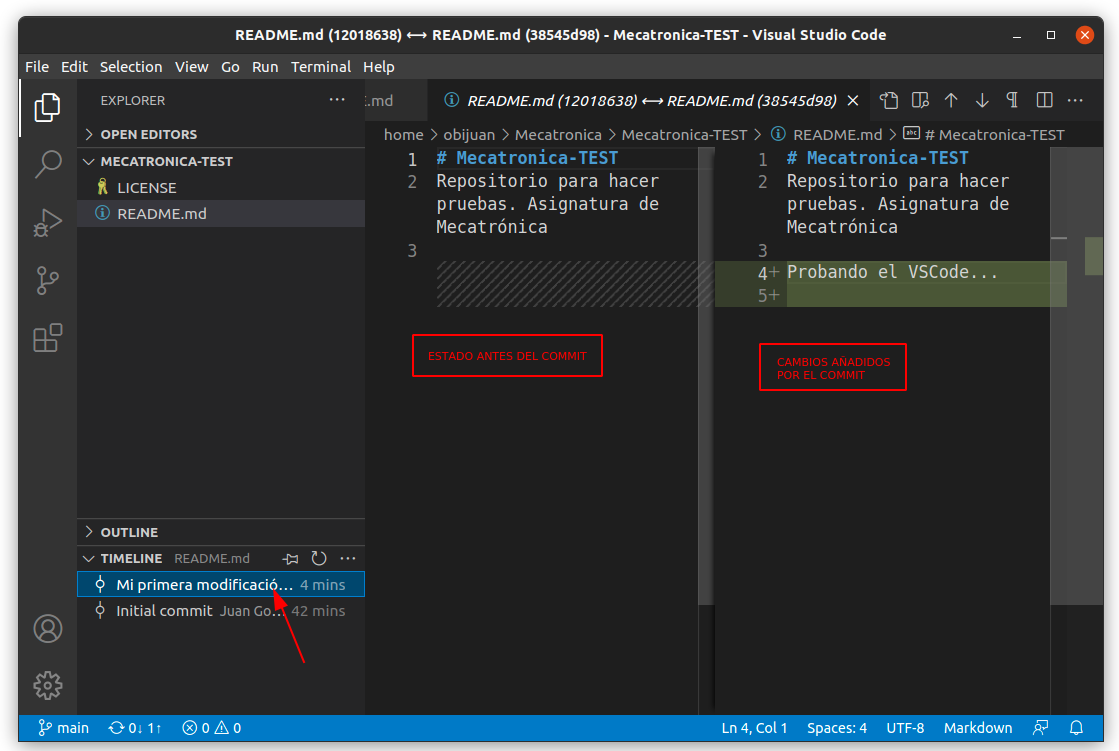 README.md (12018638) ⟷ README.md (38545d98) - Mecatronica-TEST - Visual Studio Code
File Edit Selection View Go Run Terminal Help
EXPLORER ···
.md
README.md (12018638) ⟷ README.md (38545d98)
home > obijuan > Mecatronica > Mecatronica-TEST > README.md > # Mecatronica-TEST
OPEN EDITORS
MECATRONICA-TEST
LICENSE
README.md
1 # Mecatronica-TEST
2 Repositorio para hacer
pruebas. Asignatura de
Mecatrónica
3
ESTADO ANTES DEL COMMIT
1 # Mecatronica-TEST
2 Repositorio para hacer
pruebas. Asignatura de
Mecatrónica
3
4+ Probando el VSCode...
5+
CAMBIOS AÑADIDOS
POR EL COMMIT
OUTLINE
TIMELINE README.md ···
Mi primera modificació... 4 mins
Initial commit Juan Go... 42 mins
main 0↓ 1↑ 0 0 Ln 4, Col 1 Spaces: 4 UTF-8 Markdown